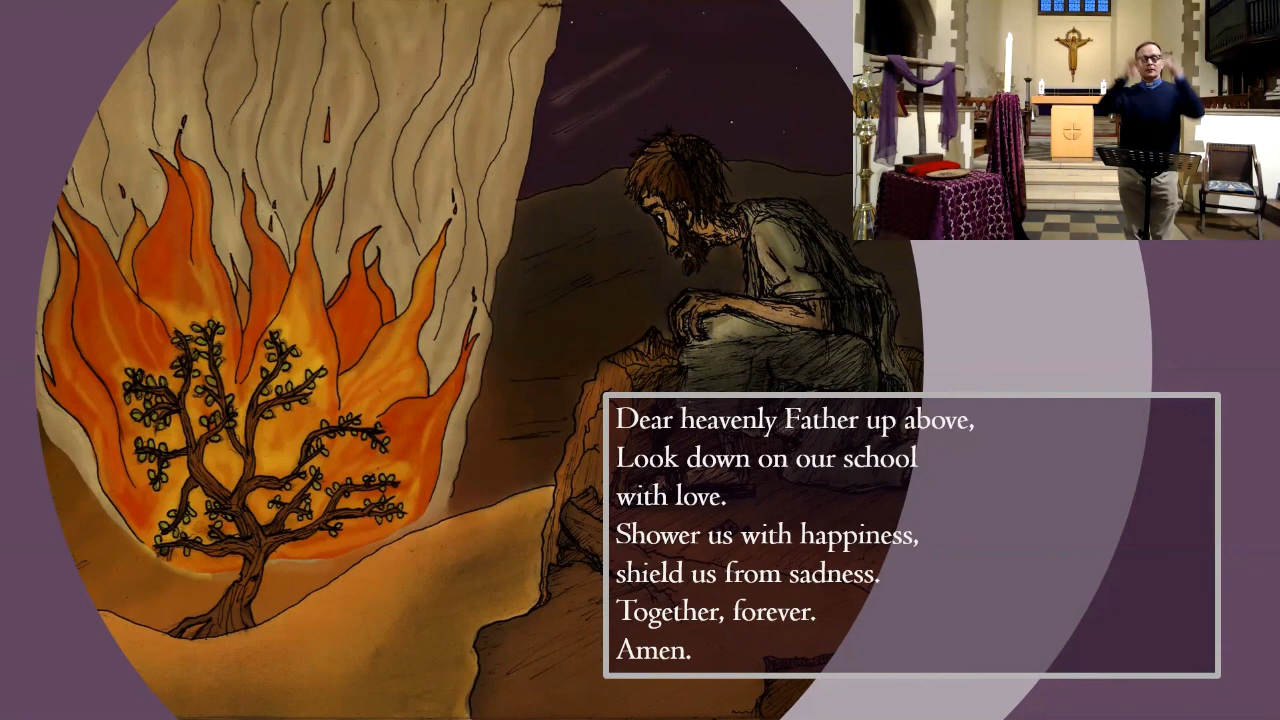 Dear heavenly Father up above,
Look down on our school
with love.
Shower us with happiness,
shield us from sadness.
Together, forever.
Amen.